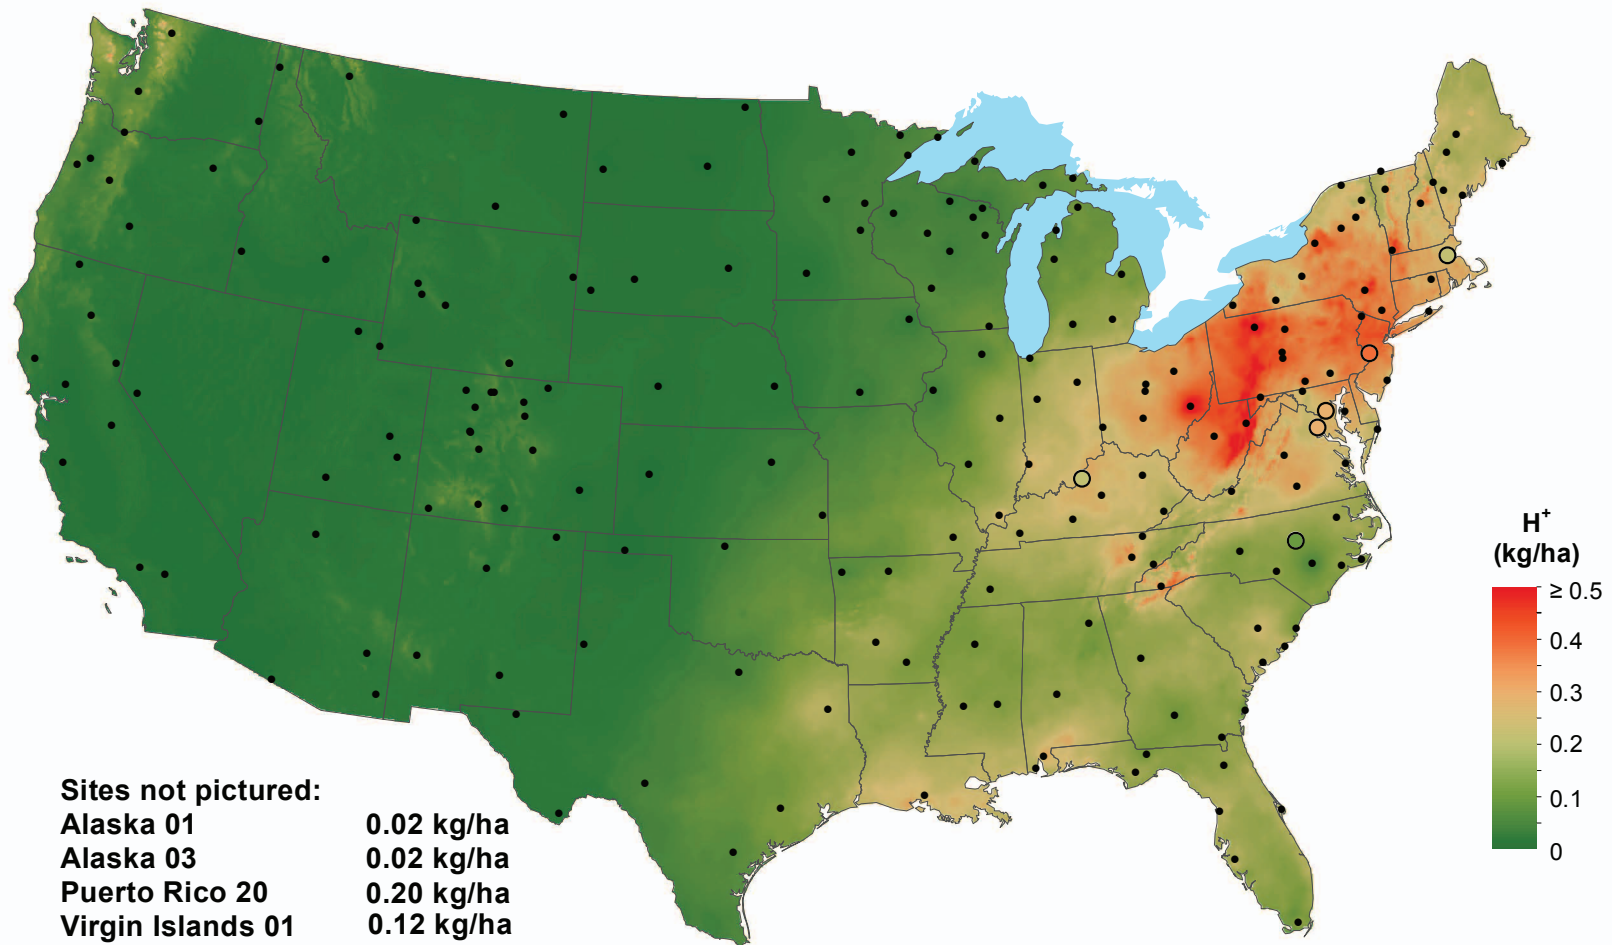 H+
(kg/ha)
≥ 0.5
0.4
0.3
0.2
0.1
0
Sites not pictured:
Alaska 01 0.02 kg/ha
Alaska 03 0.02 kg/ha
Puerto Rico 20 0.20 kg/ha
Virgin Islands 01 0.12 kg/ha